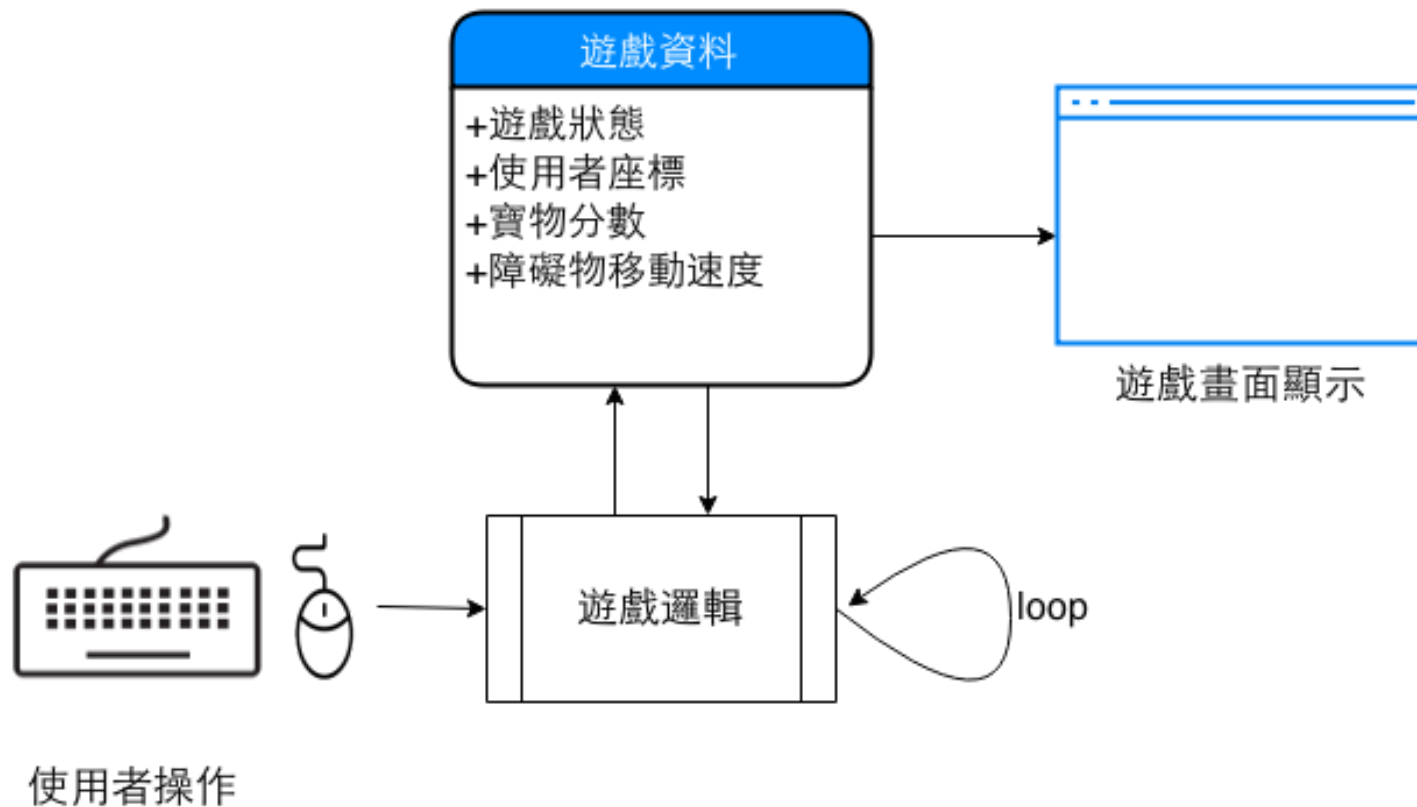 遊戲資料
+遊戲狀態
+使用者座標
+寶物分數
+障礙物移動速度
遊戲畫面顯示
遊戲邏輯
loop
使用者操作